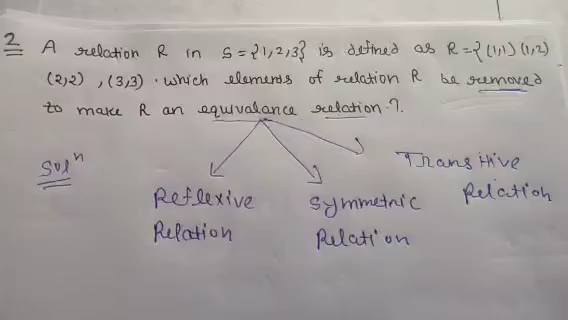 2 A relation R in S = {1,2,3} is defined as R = { (1,1) (1,2)
(2,2) , (3,3) . which elements of relation R be removed
to make R an equivalance relation.?
Solⁿ
Reflexive
Relation
Symmetric
Relation
Transitive
Relation